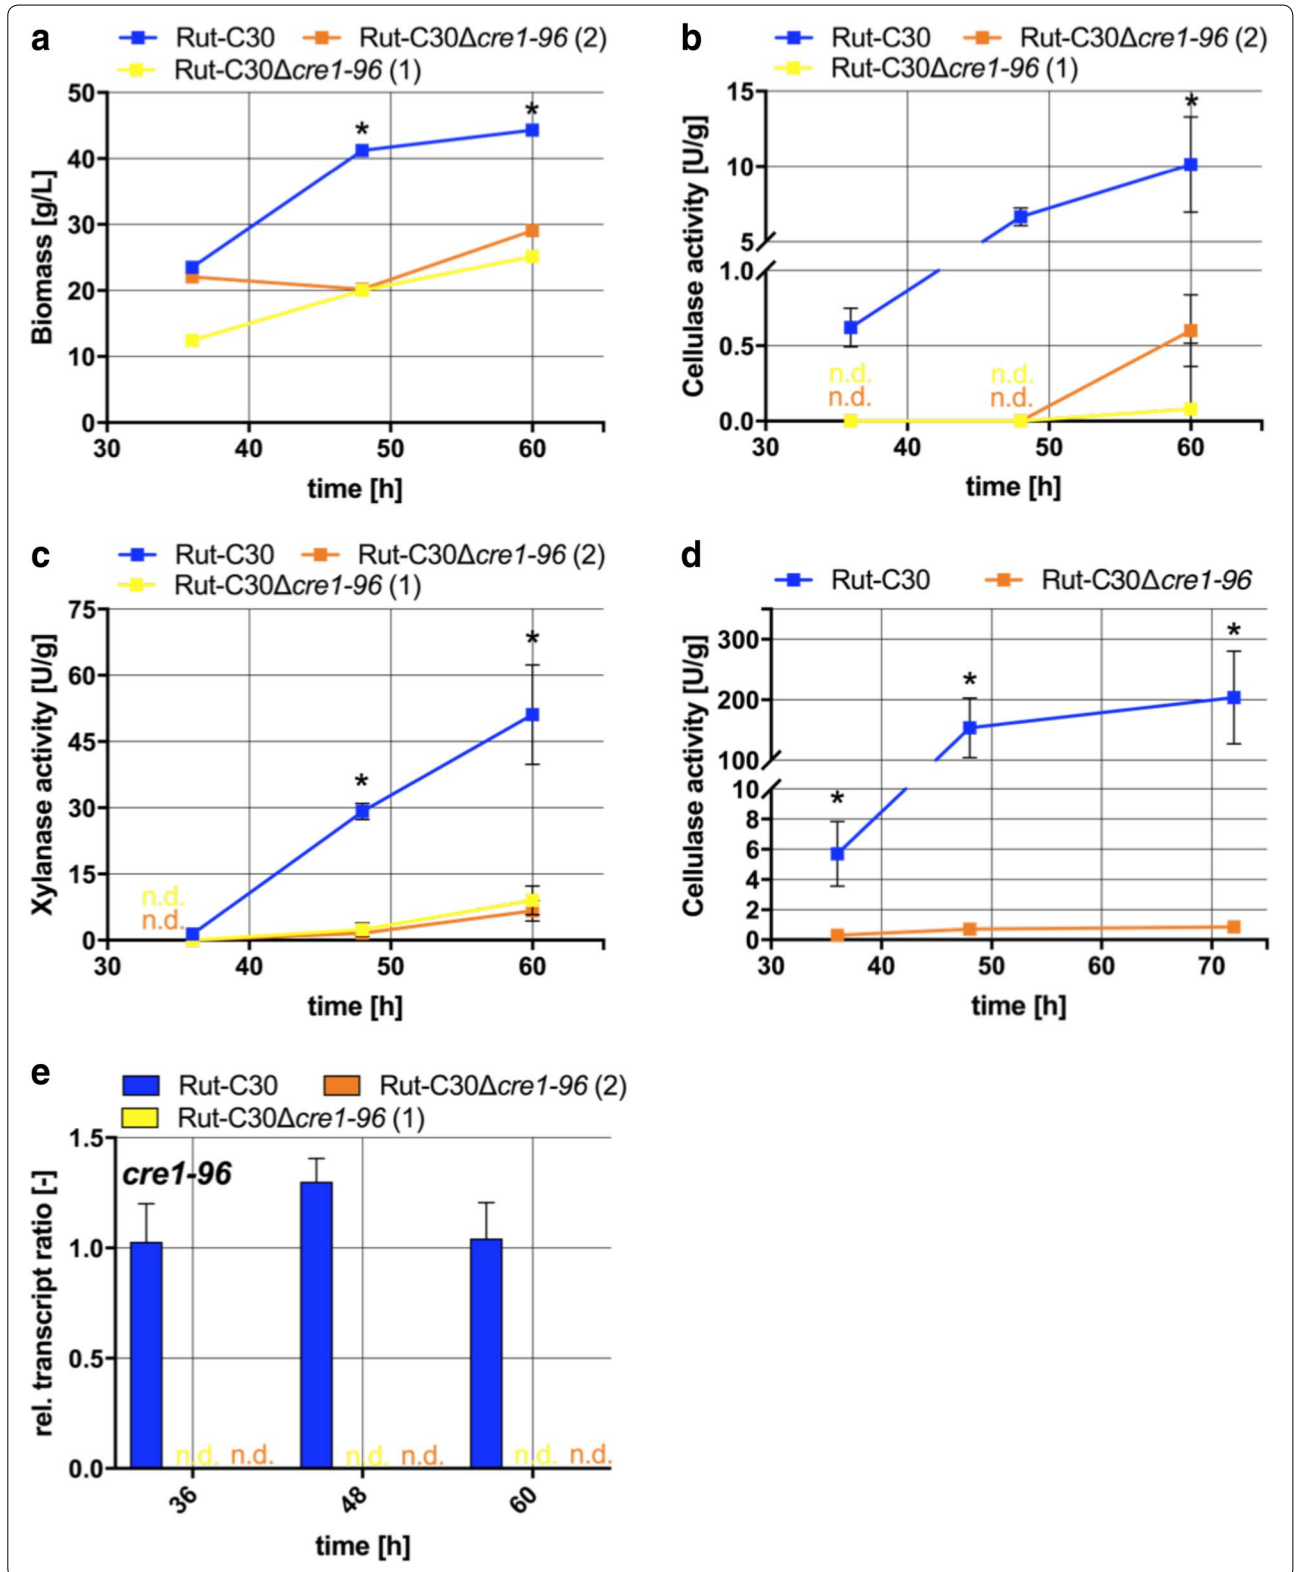 a
Rut-C30 Rut-C30Δcre1-96 (2)
Rut-C30Δcre1-96 (1)
50
40
30
20
10
0
Biomass [g/L]
* *
30 40 50 60
time [h]
b
Rut-C30 Rut-C30Δcre1-96 (2)
Rut-C30Δcre1-96 (1)
15
10
5
1.0
0.5
0.0
Cellulase activity [U/g]
*
n.d. n.d.
n.d. n.d.
30 40 50 60
time [h]
c
Rut-C30 Rut-C30Δcre1-96 (2)
Rut-C30Δcre1-96 (1)
75
60
45
30
15
0
Xylanase activity [U/g]
* *
n.d.
n.d.
30 40 50 60
time [h]
d
Rut-C30 Rut-C30Δcre1-96
300
200
100
10
8
6
4
2
0
Cellulase activity [U/g]
* * *
30 40 50 60 70
time [h]
e
Rut-C30 Rut-C30Δcre1-96 (2)
Rut-C30Δcre1-96 (1)
1.5
1.0
0.5
0.0
rel. transcript ratio [-]
cre1-96
n.d. n.d. n.d. n.d. n.d. n.d.
36 48 60
time [h]